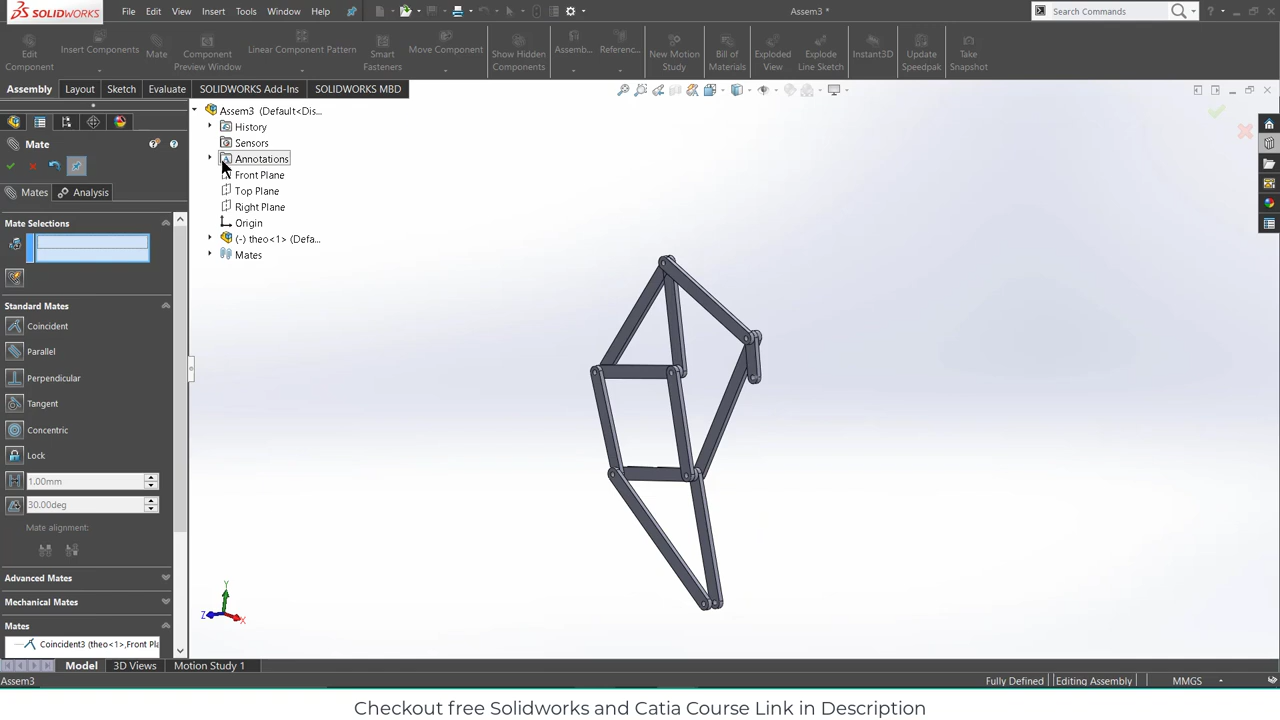 SOLIDWORKS File Edit View Insert Tools Window Help Assem3 * Search Commands
Edit Component Insert Components Mate Component Preview Window Linear Component Pattern Smart Fasteners Move Component Show Hidden Components Assemb... Referenc... New Motion Study Bill of Materials Exploded View Explode Line Sketch Instant3D Update Speedpak Take Snapshot
Assembly Layout Sketch Evaluate SOLIDWORKS Add-Ins SOLIDWORKS MBD
Assem3 (Default<Dis...
History
Sensors
Annotations
Front Plane
Top Plane
Right Plane
Origin
(-) theo<1> (Defa...
Mates
Mate
Mates Analysis
Mate Selections
Standard Mates
Coincident
Parallel
Perpendicular
Tangent
Concentric
Lock
1.00mm
30.00deg
Mate alignment:
Advanced Mates
Mechanical Mates
Mates
Coincident3 (theo<1>,Front Pla
Y
Z
X
Model 3D Views Motion Study 1
Assem3 Fully Defined Editing Assembly MMGS
Checkout free Solidworks and Catia Course Link in Description